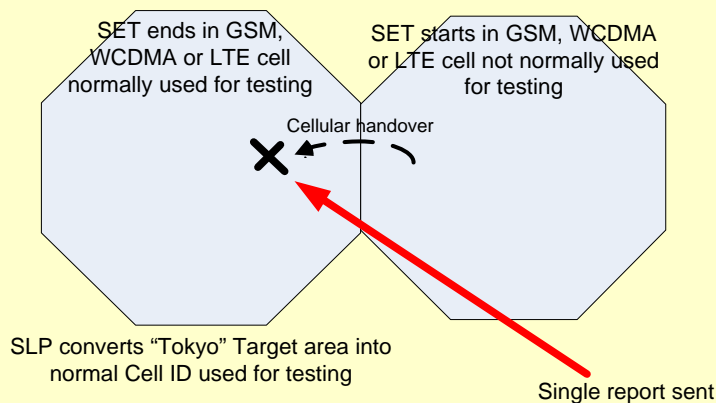 SET ends in GSM,
WCDMA or LTE cell
normally used for testing
SET starts in GSM, WCDMA
or LTE cell not normally used
for testing
Cellular handover
SLP converts “Tokyo” Target area into
normal Cell ID used for testing
Single report sent